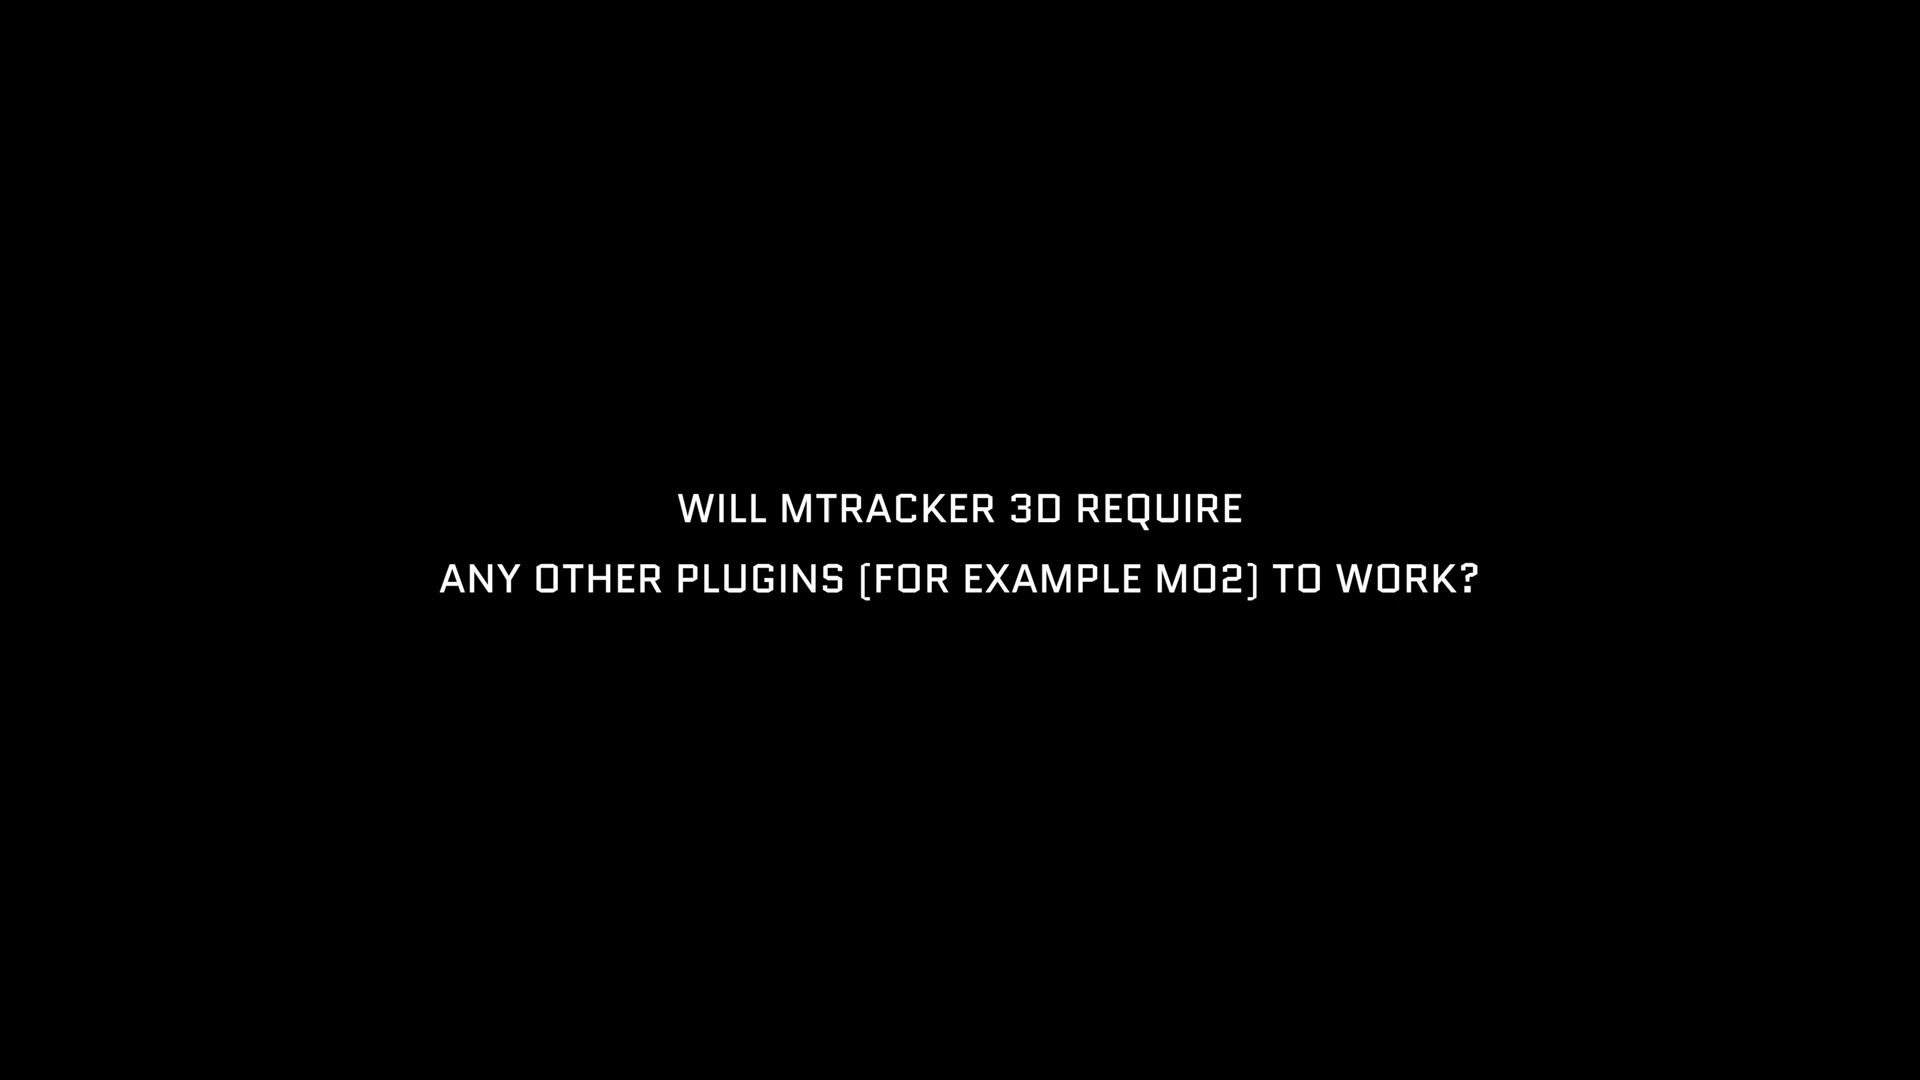 WILL MTRACKER 3D REQUIRE
ANY OTHER PLUGINS (FOR EXAMPLE MO2) TO WORK?